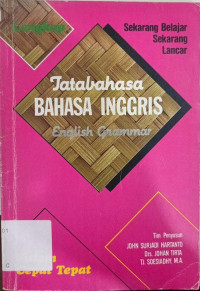 Lengkap
Sekarang Belajar
Sekarang
Lancar
Tatabahasa
BAHASA INGGRIS
English Grammar
Tim Penyusun
JOHN SURJADI HARTANTO
Drs. JOHAN TIRTA
TJ. SOESIADHY, M.A.
Cepat Tepat